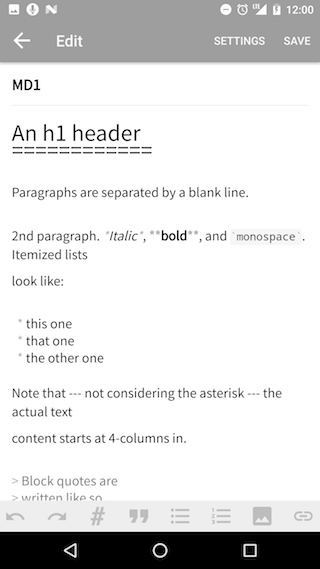 12:00
Edit
SETTINGS
SAVE
MD1
An h1 header
============
Paragraphs are separated by a blank line.
2nd paragraph. *Italic*, **bold**, and `monospace`.
Itemized lists
look like:
* this one
* that one
* the other one
Note that --- not considering the asterisk --- the
actual text
content starts at 4-columns in.
> Block quotes are
> written like so